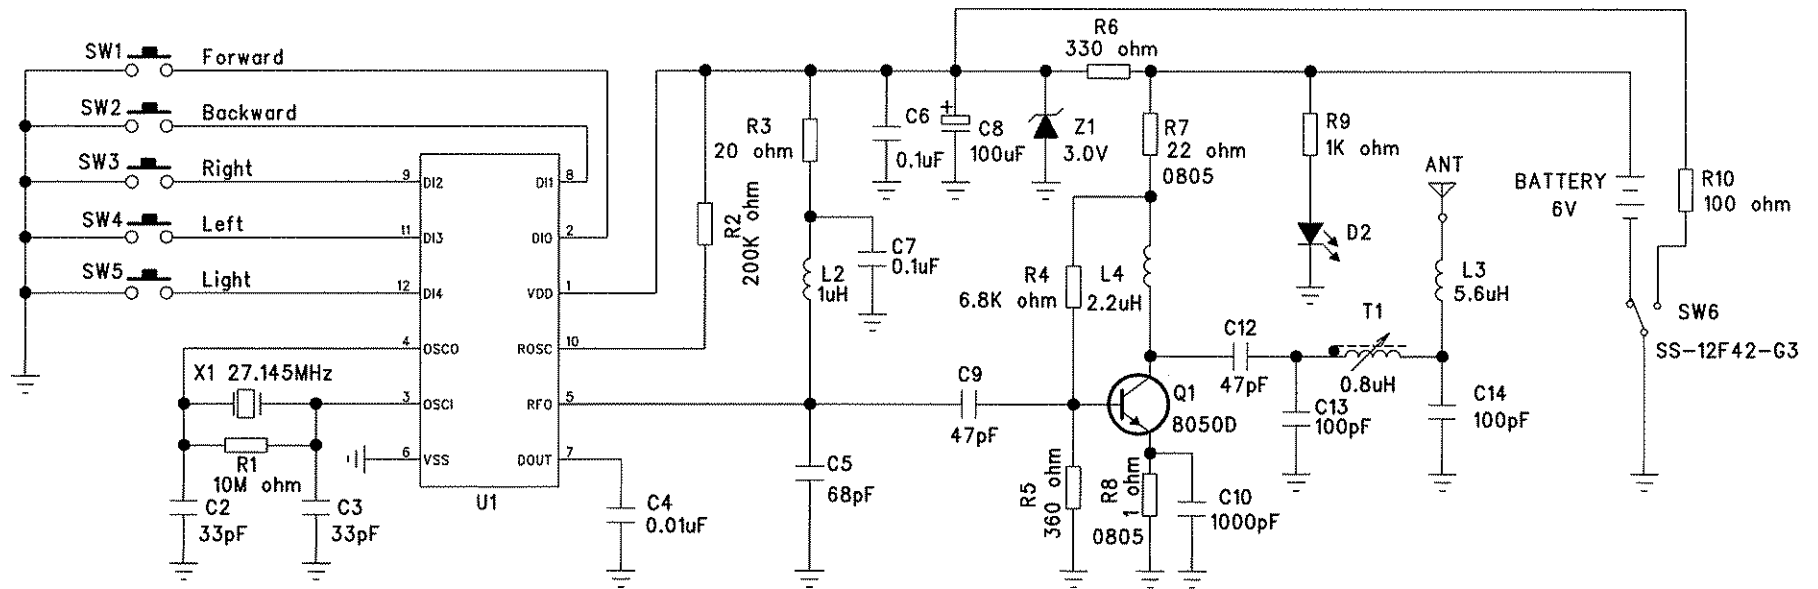 SW1
Forward
SW2
Backward
SW3
Right
SW4
Left
SW5
Light
9
DI2
11
DI3
12
DI4
4
OSCO
3
OSCI
6
VSS
DI1
8
DI0
2
VDD
1
ROSC
10
RFO
5
DOUT
7
U1
X1 27.145MHz
R1
10M ohm
C2
33pF
C3
33pF
C4
0.01uF
R2
200K ohm
R3
20 ohm
L2
1uH
C7
0.1uF
C5
68pF
C6
0.1uF
+
C8
100uF
Z1
3.0V
R6
330 ohm
R7
22 ohm
0805
R4
6.8K ohm
L4
2.2uH
C9
47pF
R5
360 ohm
Q1
8050D
R8
1 ohm
0805
C10
1000pF
R9
1K ohm
D2
C12
47pF
C13
100pF
T1
0.8uH
ANT
L3
5.6uH
C14
100pF
BATTERY
6V
R10
100 ohm
SW6
SS-12F42-G3